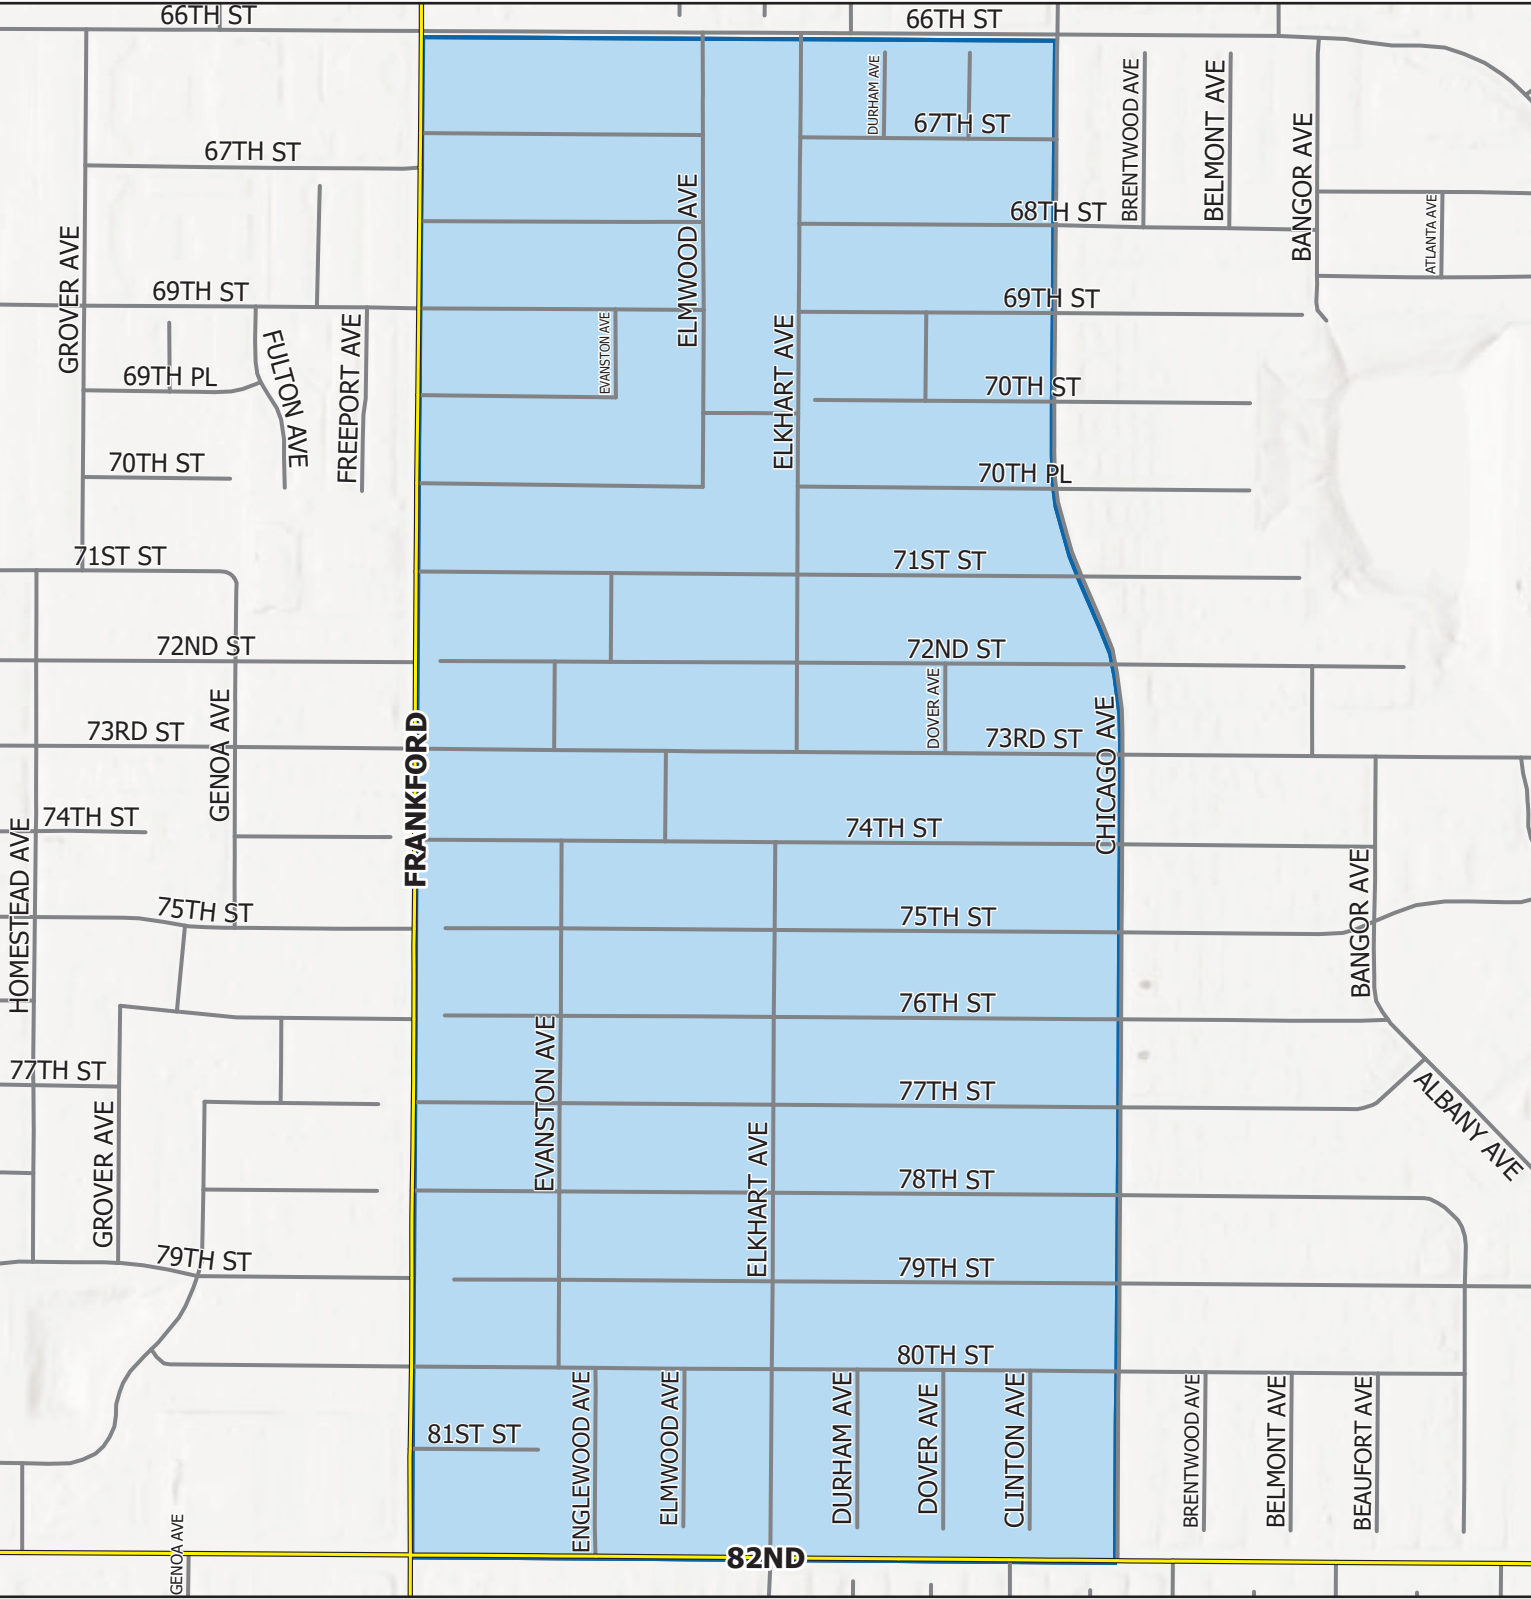 66TH ST
66TH ST
DURHAM AVE
67TH ST
BRENTWOOD AVE
BELMONT AVE
BANGOR AVE
67TH ST
ELMWOOD AVE
68TH ST
ATLANTA AVE
GROVER AVE
69TH ST
69TH ST
EVANSTON AVE
ELKHART AVE
FULTON AVE
FREEPORT AVE
69TH PL
70TH ST
70TH ST
70TH PL
71ST ST
71ST ST
72ND ST
72ND ST
GENOA AVE
DOVER AVE
CHICAGO AVE
73RD ST
FRANKFORD
73RD ST
74TH ST
74TH ST
HOMESTEAD AVE
BANGOR AVE
75TH ST
75TH ST
76TH ST
EVANSTON AVE
77TH ST
77TH ST
ALBANY AVE
GROVER AVE
ELKHART AVE
78TH ST
79TH ST
79TH ST
80TH ST
ENGLEWOOD AVE
ELMWOOD AVE
DURHAM AVE
DOVER AVE
CLINTON AVE
BRENTWOOD AVE
BELMONT AVE
BEAUFORT AVE
81ST ST
GENOA AVE
82ND